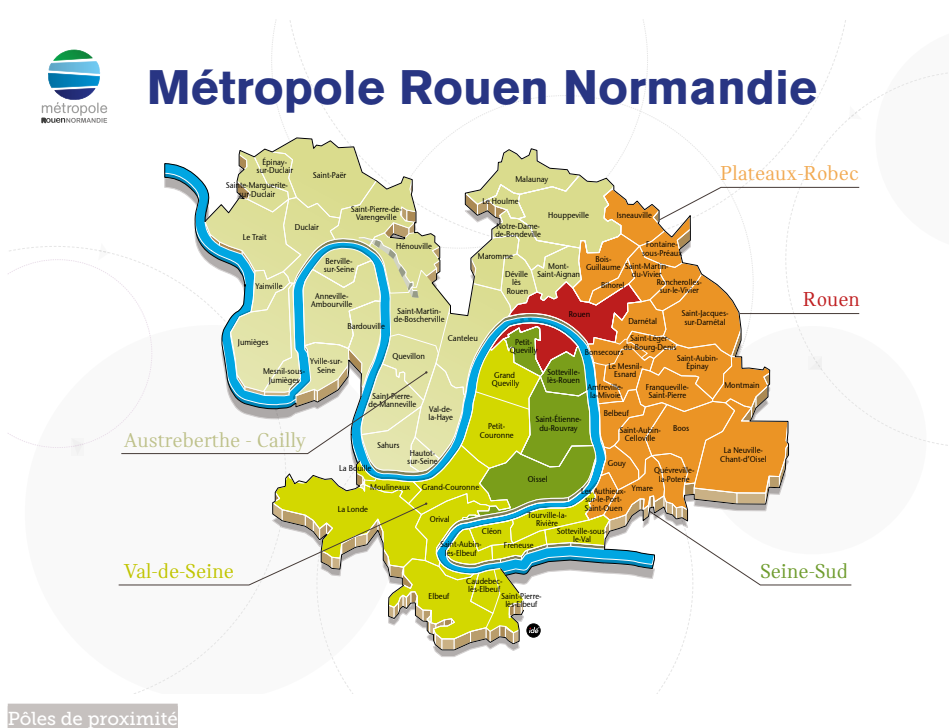 métropole
ROUENNORMANDIE
Métropole Rouen Normandie
Épinay-
sur-Duclair
Saint-Paër
Sainte-Marguerite-
sur-Duclair
Saint-Pierre-de-
Varengeville
Le Trait
Duclair
Hénouville
Berville-
sur-Seine
Yainville
Anneville-
Ambourville
Bardouville
Saint-Martin-
de-Boscherville
Jumièges
Yville-sur-
Seine
Mesnil-sous-
Jumièges
Quevillon
Canteleu
Saint-Pierre-
de-Manneville
Val-de-
la-Haye
Sahurs
Hautot-
sur-Seine
Malaunay
Le Houlme
Houppeville
Notre-Dame-
de-Bondeville
Maromme
Déville
lès
Rouen
Mont-
Saint-Aignan
Isneauville
Fontaine-
sous-Préaux
Bois-
Guillaume
Saint-Martin-
du-Vivier
Bihorel
Roncherolles-
sur-le-Vivier
Rouen
Darnétal
Saint-Jacques-
sur-Darnétal
Saint-Léger-
du-Bourg-Denis
Bonsecours
Le Mesnil-
Esnard
Saint-Aubin-
Épinay
Amfreville-
la-Mivoie
Franqueville-
Saint-Pierre
Montmain
Belbeuf
Saint-Aubin-
Celloville
Boos
La Neuville-
Chant-d'Oisel
Gouy
Quévreville-
la-Poterie
Ymare
Les Authieux-
sur-le-Port-
Saint-Ouen
Petit-
Quevilly
Grand
Quevilly
Sotteville-
lès-Rouen
Petit-
Couronne
Saint-Étienne-
du-Rouvray
Oissel
La Bouille
Moulineaux
Grand-Couronne
La Londe
Orival
Cléon
Tourville-la-
Rivière
Sotteville-sous-
le-Val
Freneuse
Saint-Aubin-
lès-Elbeuf
Caudebec-
lès-Elbeuf
Elbeuf
Saint-Pierre-
lès-Elbeuf
idé
Plateaux-Robec
Rouen
Austreberthe - Cailly
Val-de-Seine
Seine-Sud
Pôles de proximité